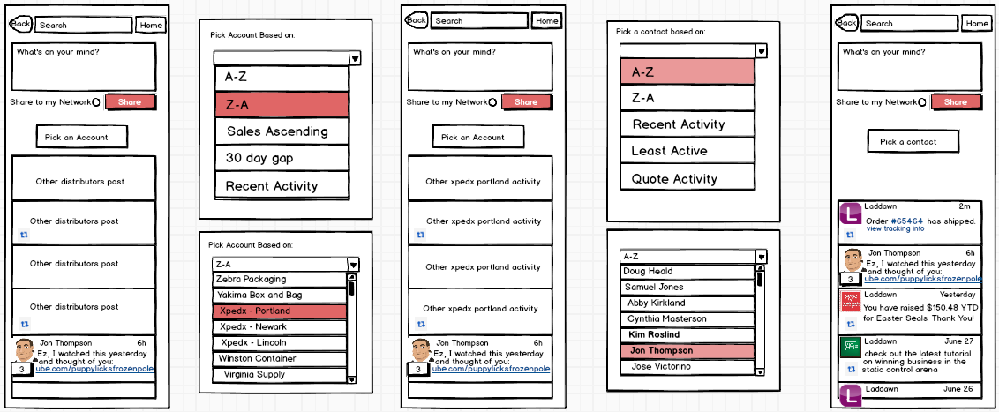 Back
Search
Home
What's on your mind?
Share to my Network
Share
Pick an Account
Other distributors post
Other distributors post
Other distributors post
Other distributors post
Jon Thompson 6h
Ez, I watched this yesterday
and thought of you:
ube.com/puppylicksfrozenpole
3
Pick Account Based on:
A-Z
Z-A
Sales Ascending
30 day gap
Recent Activity
Pick Account Based on:
Z-A
Zebra Packaging
Yakima Box and Bag
Xpedx - Portland
Xpedx - Newark
Xpedx - Lincoln
Winston Container
Virginia Supply
Back
Search
Home
What's on your mind?
Share to my Network
Share
Pick an Account
Other xpedx portland activity
Other xpedx portland activity
Other xpedx portland activity
Other xpedx portland activity
Jon Thompson 6h
Ez, I watched this yesterday
and thought of you:
ube.com/puppylicksfrozenpole
3
Pick a contact based on:
A-Z
Z-A
Recent Activity
Least Active
Quote Activity
A-Z
Doug Heald
Samuel Jones
Abby Kirkland
Cynthia Masterson
Kim Roslind
Jon Thompson
Jose Victorino
Back
Search
Home
What's on your mind?
Share to my Network
Share
Pick a contact
L
Laddawn 2m
Order #65464 has shipped.
view tracking info
Jon Thompson 6h
Ez, I watched this yesterday
and thought of you:
ube.com/puppylicksfrozenpole
3
Laddawn Yesterday
You have raised $150.48 YTD
for Easter Seals. Thank You!
Laddawn June 27
check out the latest tutorial
on winning business in the
static control arena
L
Laddawn June 26